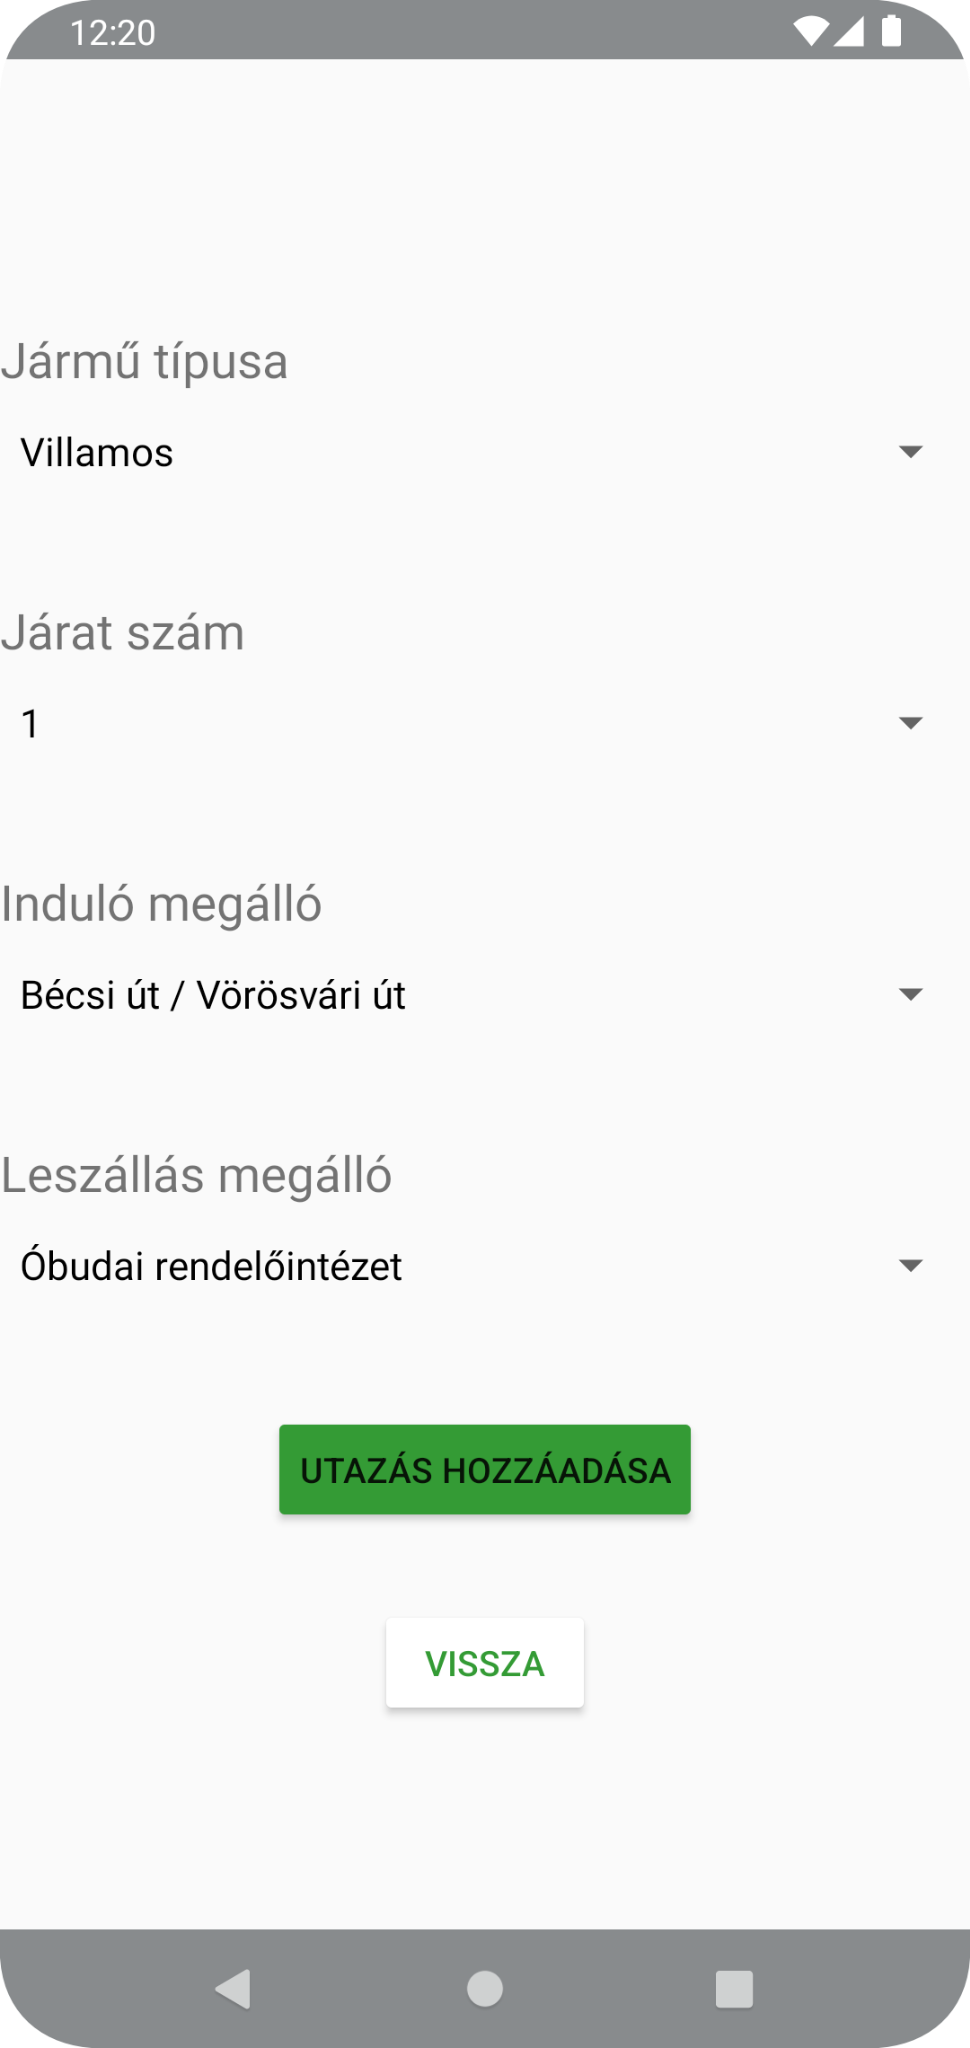 12:20
Jármű típusa
Villamos
Járat szám
1
Induló megálló
Bécsi út / Vörösvári út
Leszállás megálló
Óbudai rendelőintézet
UTAZÁS HOZZÁADÁSA
VISSZA